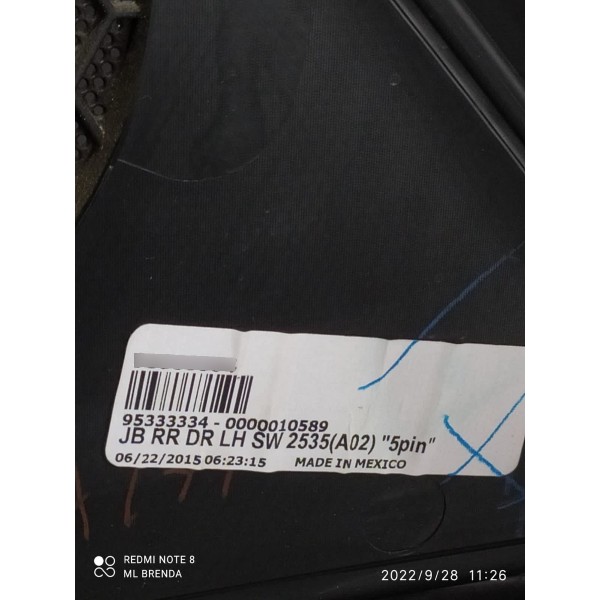 95333334 - 0000010589
JB RR DR LH SW 2535(A02) "5pin"
06/22/2015 06:23:15 MADE IN MEXICO
REDMI NOTE 8
ML BRENDA
2022/9/28 11:26